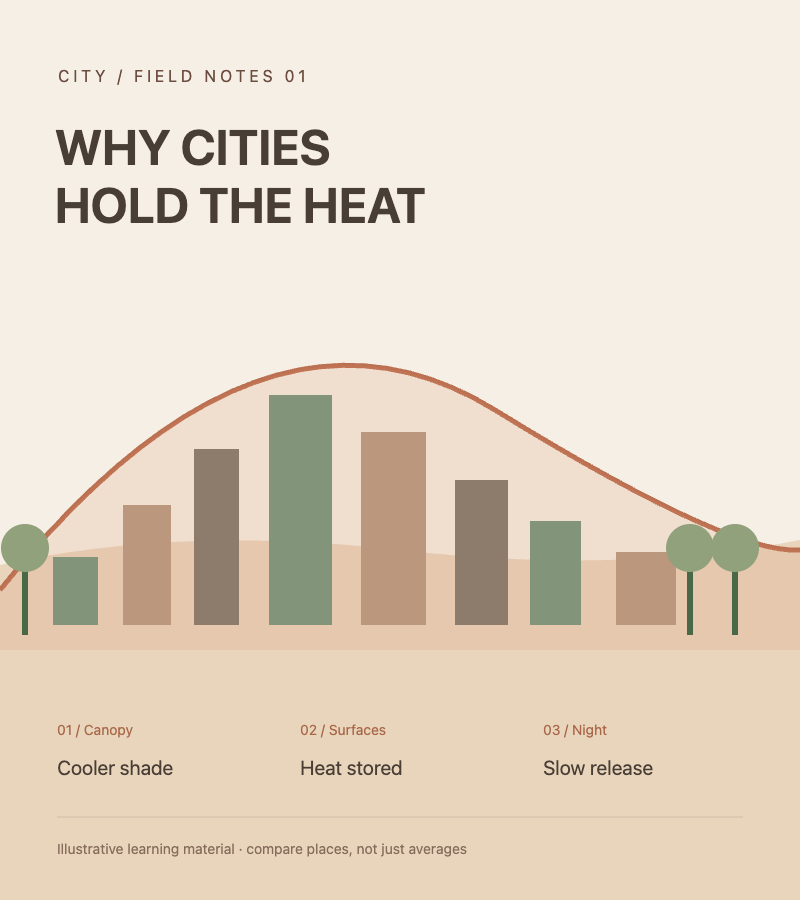 CITY / FIELD NOTES 01
WHY CITIES
HOLD THE HEAT
01 / Canopy
Cooler shade
02 / Surfaces
Heat stored
03 / Night
Slow release
Illustrative learning material · compare places, not just averages